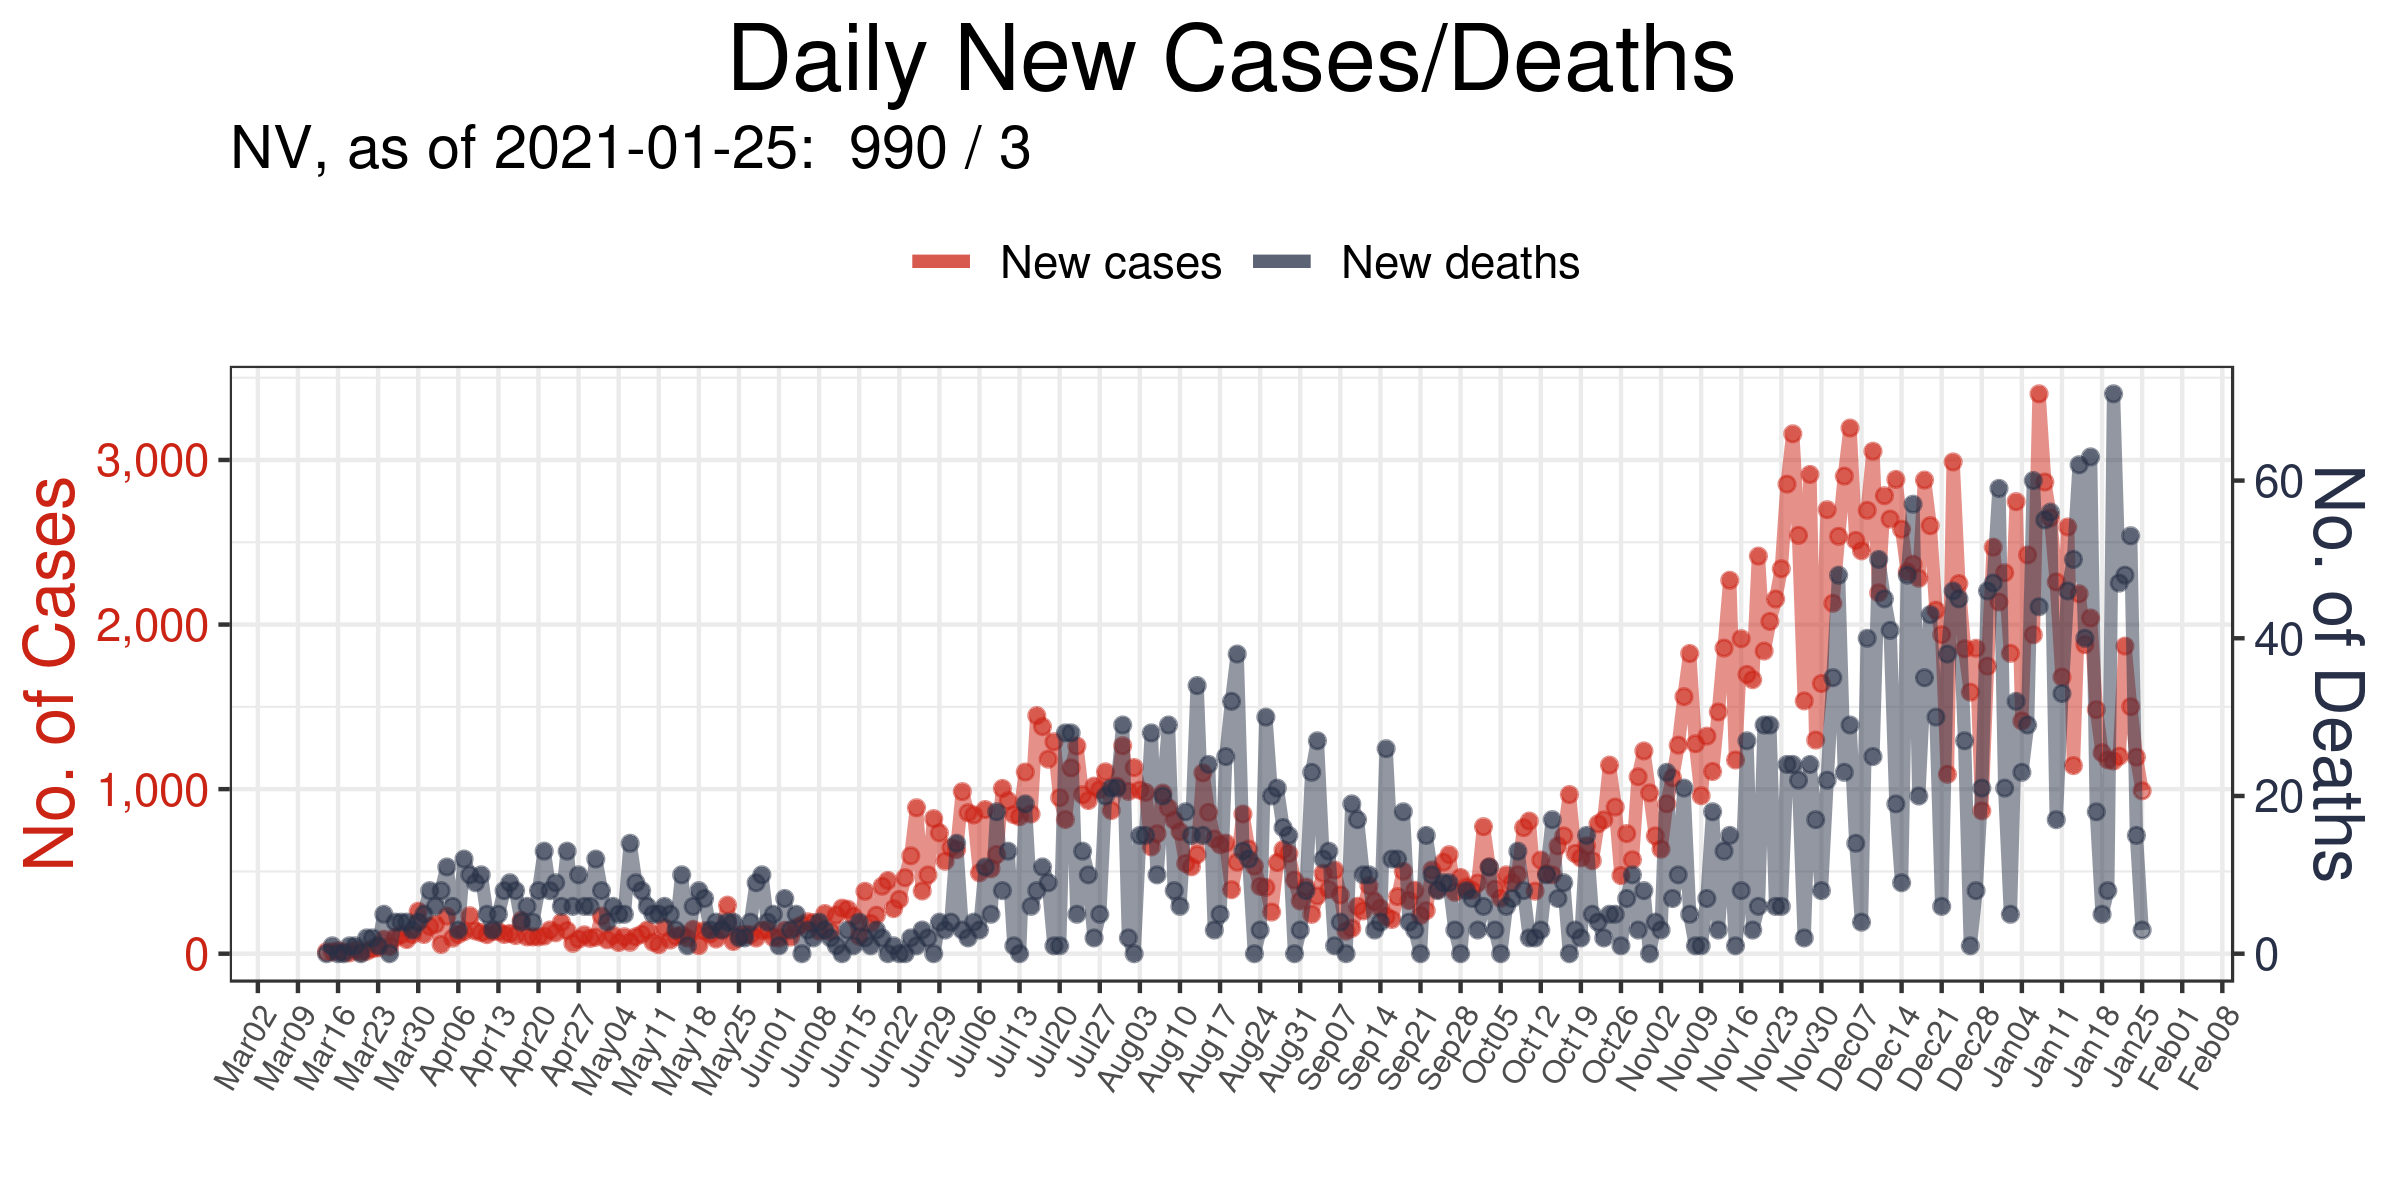 Daily New Cases/Deaths
NV, as of 2021-01-25:  990 / 3
New cases New deaths
No. of Cases
3,000
2,000
1,000
0
60
40
20
0
No. of Deaths
Mar02 Mar09 Mar16 Mar23 Mar30 Apr06 Apr13 Apr20 Apr27 May04 May11 May18 May25 Jun01 Jun08 Jun15 Jun22 Jun29 Jul06 Jul13 Jul20 Jul27 Aug03 Aug10 Aug17 Aug24 Aug31 Sep07 Sep14 Sep21 Sep28 Oct05 Oct12 Oct19 Oct26 Nov02 Nov09 Nov16 Nov23 Nov30 Dec07 Dec14 Dec21 Dec28 Jan04 Jan11 Jan18 Jan25 Feb01 Feb08